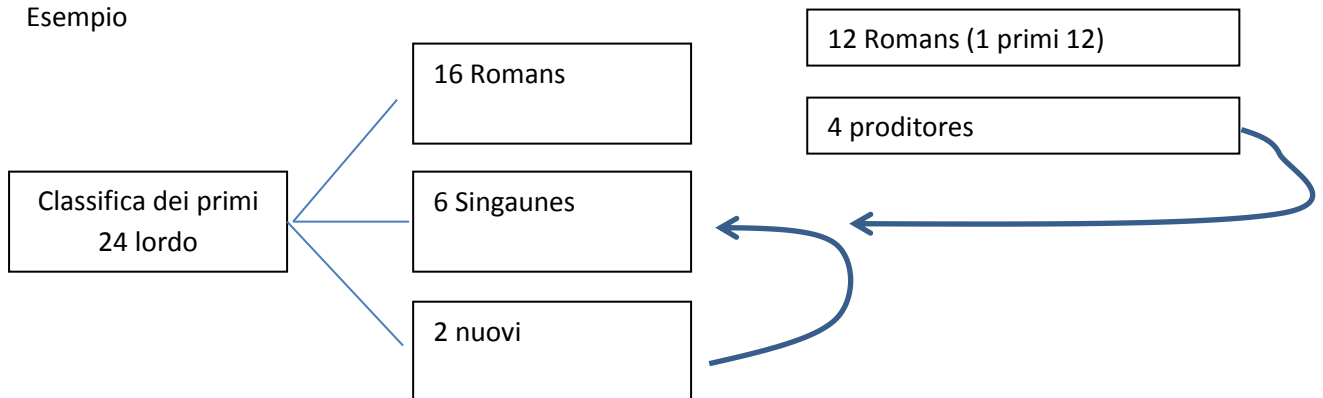 Esempio
Classifica dei primi
24 lordo
16 Romans
6 Singaunes
2 nuovi
12 Romans (1 primi 12)
4 proditores